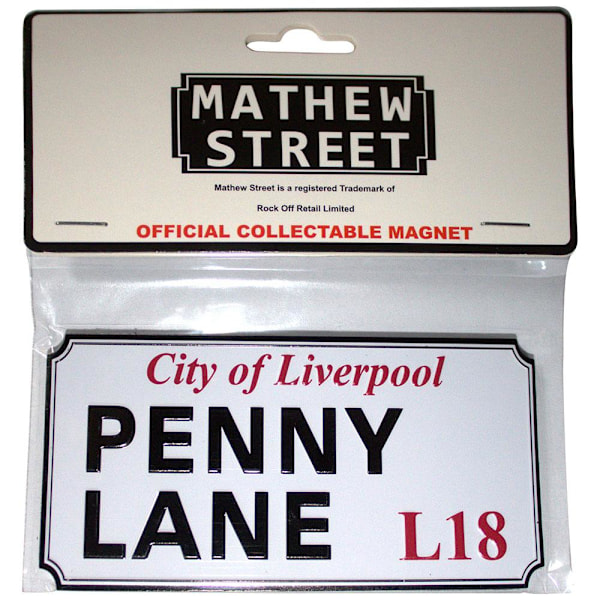 MATHEW
STREET
Mathew Street is a registered Trademark of
Rock Off Retail Limited
OFFICIAL COLLECTABLE MAGNET
City of Liverpool
PENNY
LANE
L18